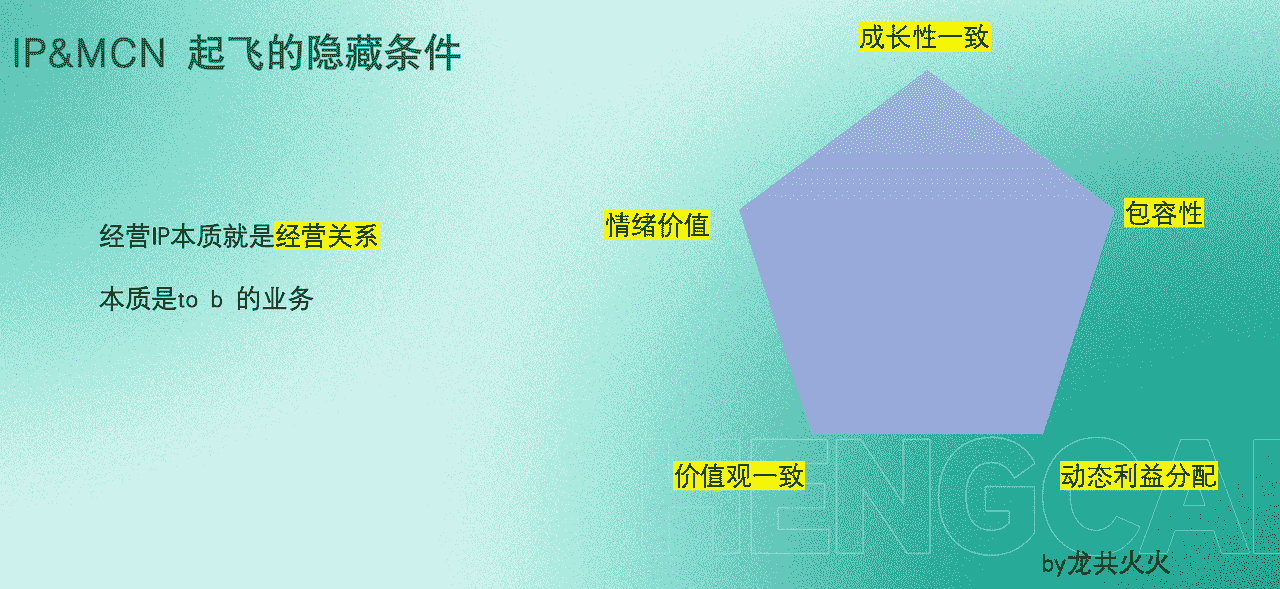 IP&MCN 起飞的隐藏条件
成长性一致
情绪价值
包容性
经营IP本质就是经营关系
本质是to b 的业务
价值观一致
动态利益分配
HENGCAI
by龙共火火